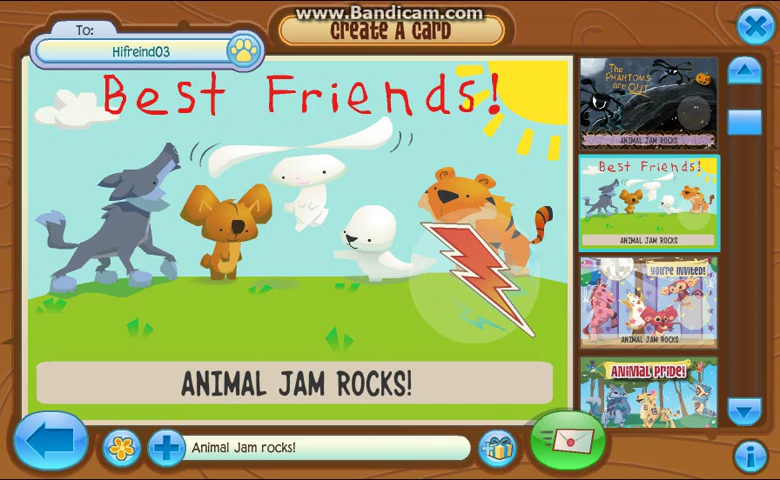 www.Bandicam.com
Create A Card
To:
Hifreind03
Best Friends!
ANIMAL JAM ROCKS!
Animal Jam rocks!
The
PHANTOMS
are OUT
ANIMAL JAM ROCKS
Best Friends!
ANIMAL JAM ROCKS
YOU'RE INVITED!
ANIMAL JAM ROCKS
ANIMAL PRIDE!
i